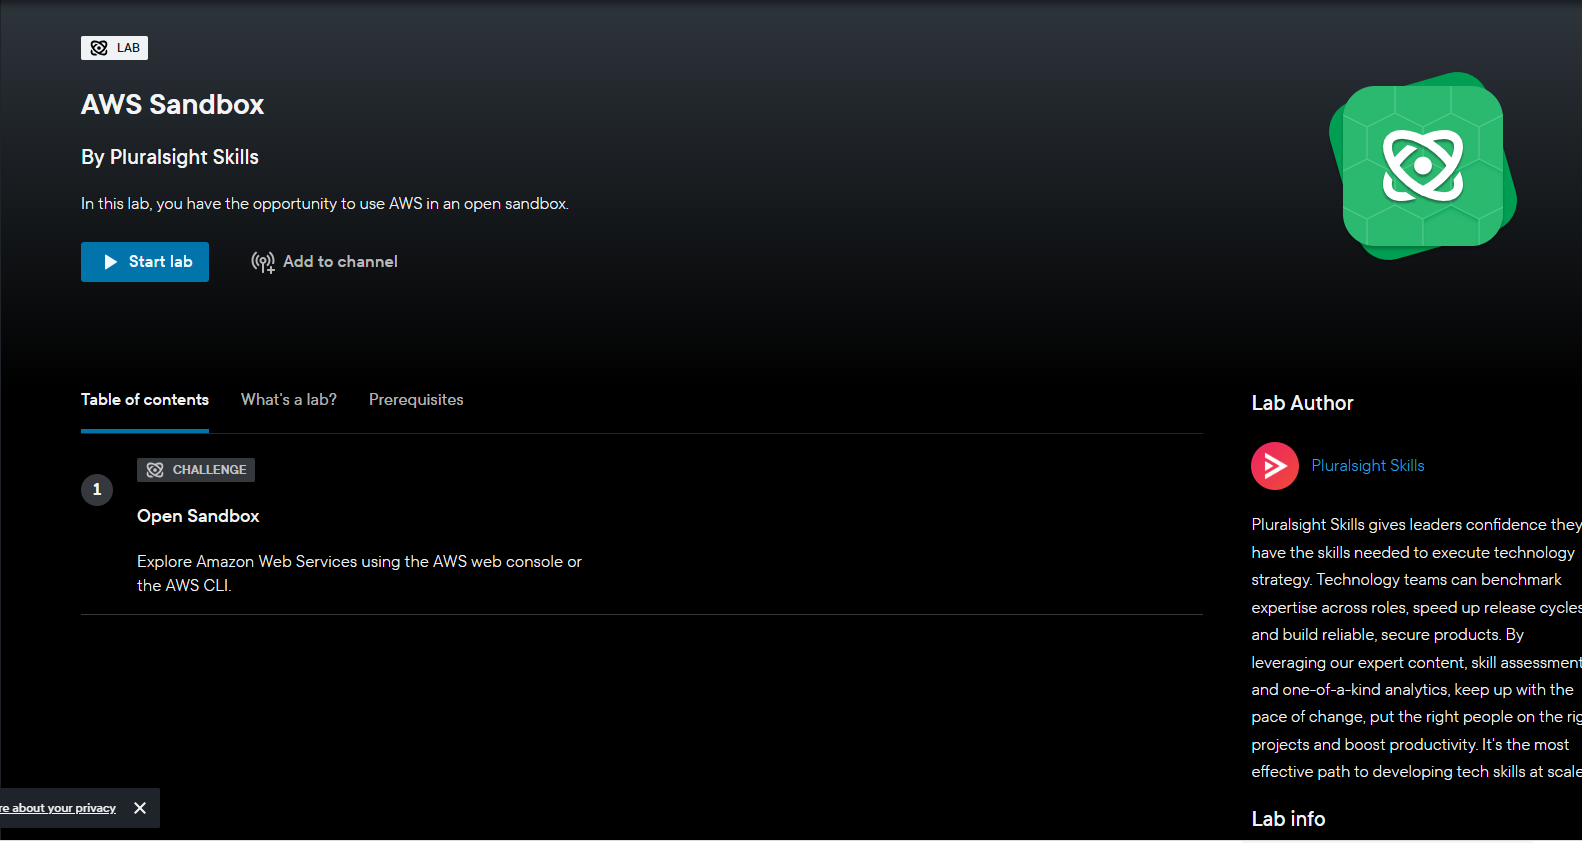 LAB
AWS Sandbox
By Pluralsight Skills
In this lab, you have the opportunity to use AWS in an open sandbox.
Start lab
Add to channel
Table of contents
What's a lab?
Prerequisites
1
CHALLENGE
Open Sandbox
Explore Amazon Web Services using the AWS web console or
the AWS CLI.
Lab Author
Pluralsight Skills
Pluralsight Skills gives leaders confidence they
have the skills needed to execute technology
strategy. Technology teams can benchmark
expertise across roles, speed up release cycles
and build reliable, secure products. By
leveraging our expert content, skill assessment
and one-of-a-kind analytics, keep up with the
pace of change, put the right people on the rig
projects and boost productivity. It's the most
effective path to developing tech skills at scale
Lab info
re about your privacy